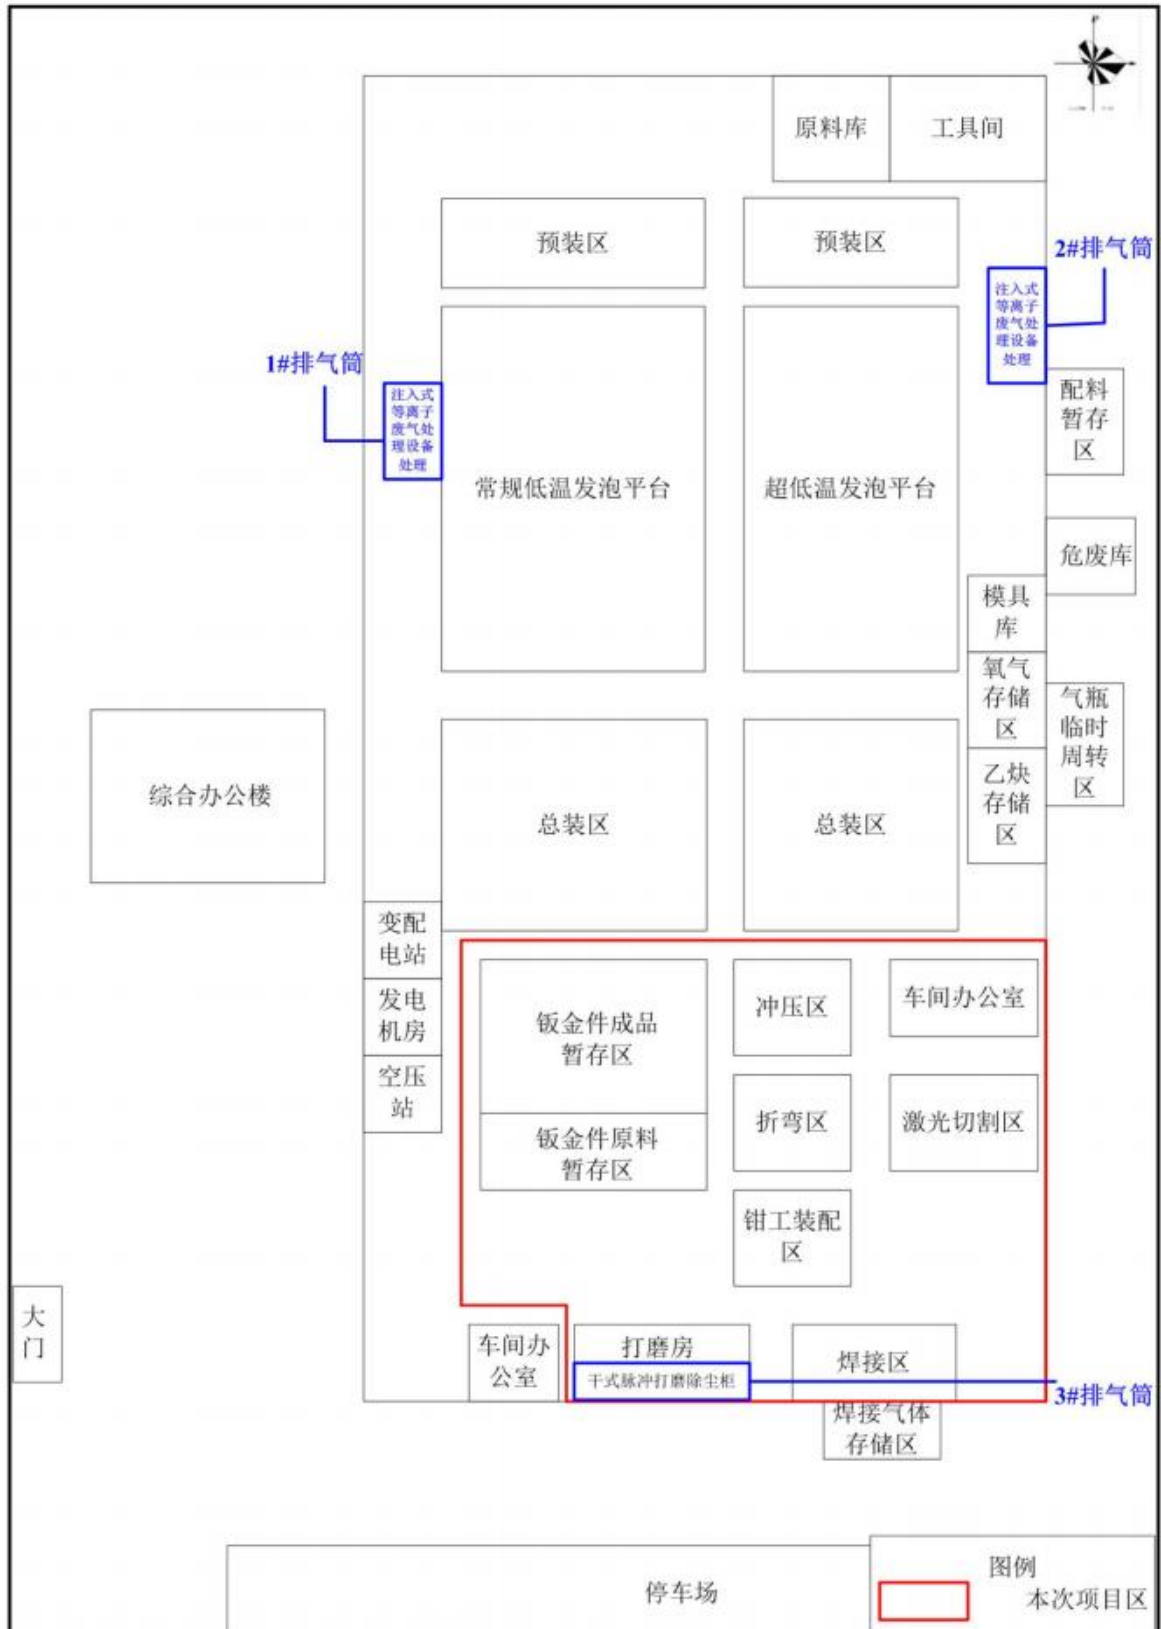 原料库
工具间
预装区
预装区
2#排气筒
注入式
等离子
废气处
理设备
处理
1#排气筒
注入式
等离子
废气处
理设备
处理
配料
暂存
区
常规低温发泡平台
超低温发泡平台
危废库
模具
库
氧气
存储
区
气瓶
临时
周转
区
乙炔
存储
区
综合办公楼
总装区
总装区
变配
电站
发电
机房
空压
站
钣金件成品
暂存区
冲压区
车间办公室
钣金件原料
暂存区
折弯区
激光切割区
钳工装配
区
大
门
车间办
公室
打磨房
干式脉冲打磨除尘柜
焊接区
3#排气筒
焊接气体
存储区
停车场
图例
本次项目区